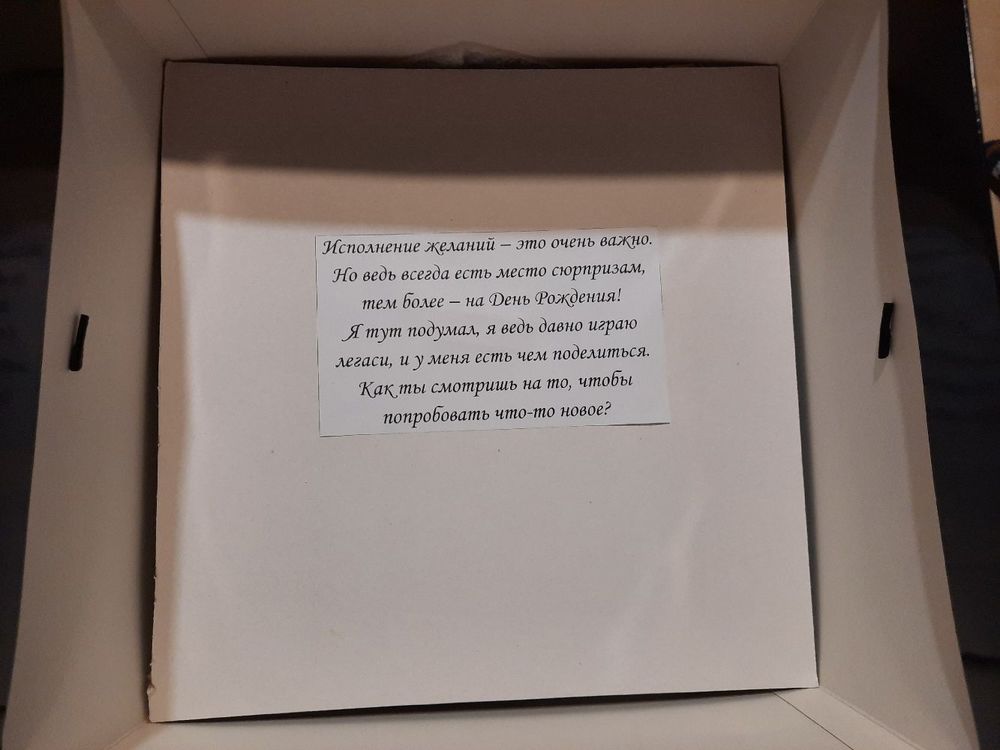 Исполнение желаний – это очень важно.
Но ведь всегда есть место сюрпризам,
тем более – на День Рождения!
Я тут подумал, я ведь давно играю
легаси, и у меня есть чем поделиться.
Как ты смотришь на то, чтобы
попробовать что-то новое?